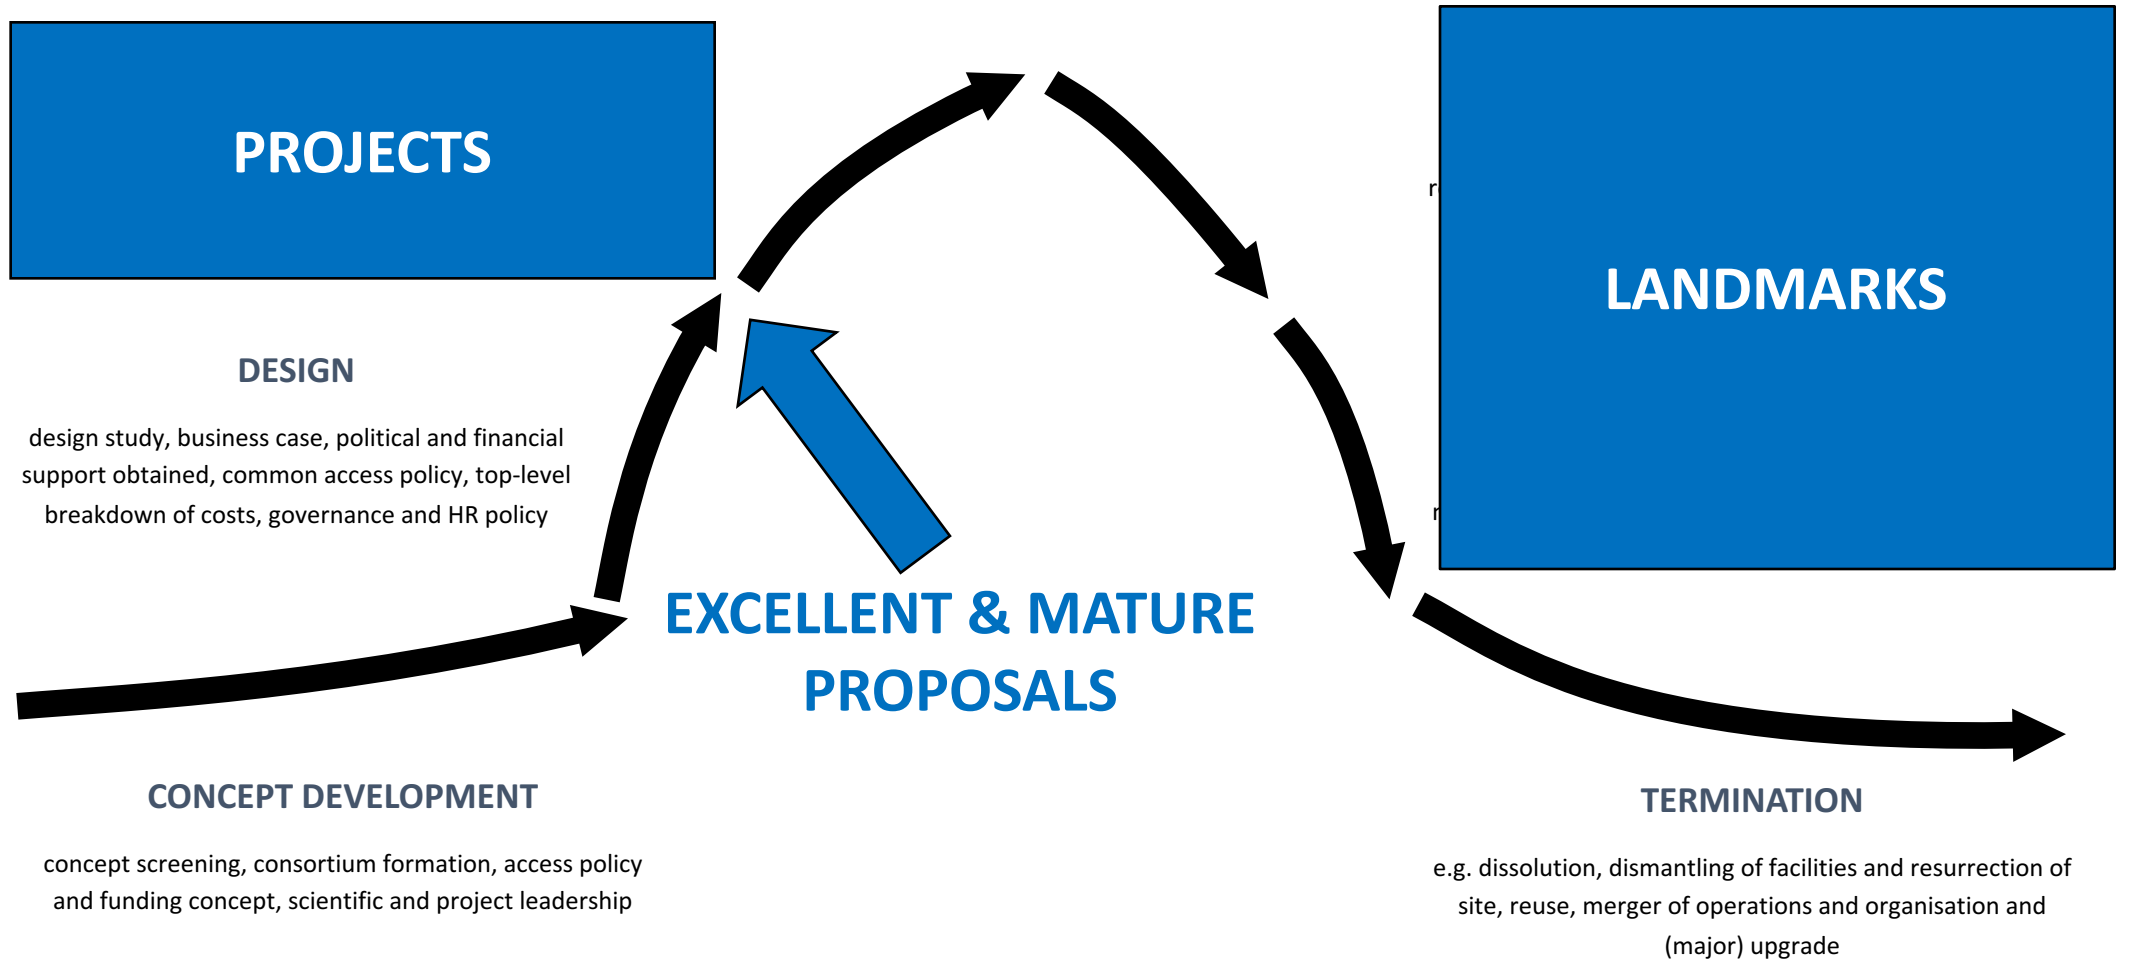 PROJECTS
LANDMARKS
DESIGN
design study, business case, political and financial
support obtained, common access policy, top-level
breakdown of costs, governance and HR policy
EXCELLENT & MATURE
PROPOSALS
CONCEPT DEVELOPMENT
concept screening, consortium formation, access policy
and funding concept, scientific and project leadership
TERMINATION
e.g. dissolution, dismantling of facilities and resurrection of
site, reuse, merger of operations and organisation and
(major) upgrade